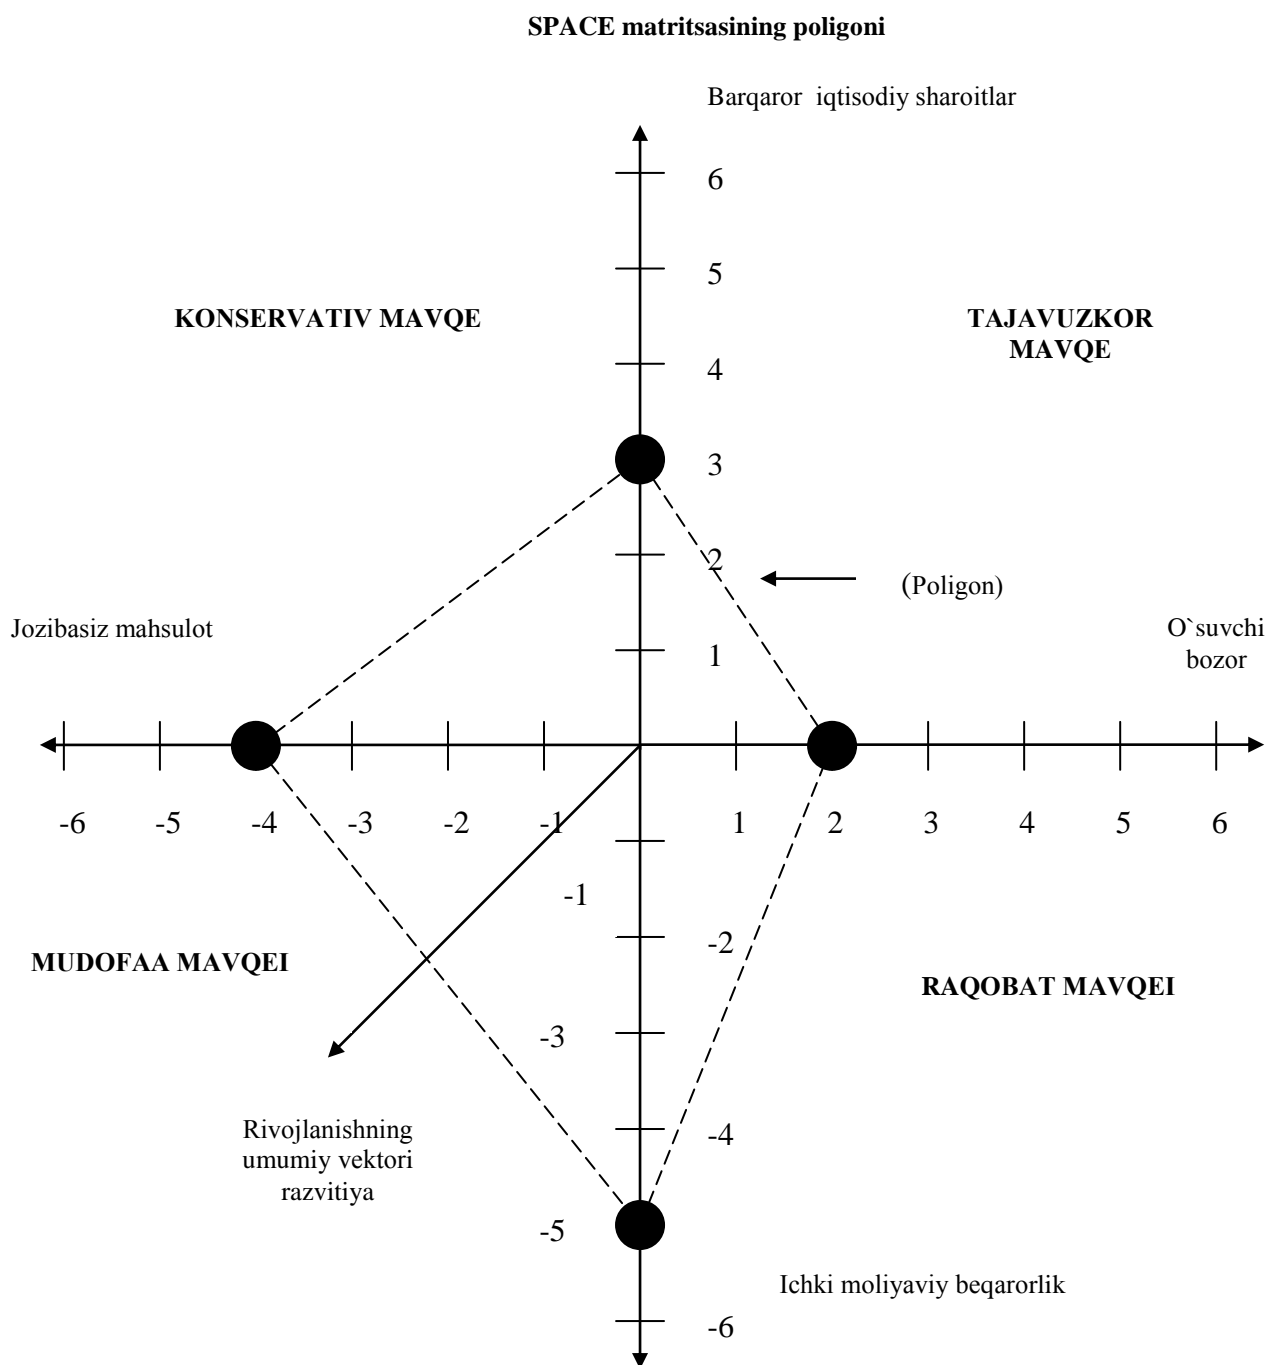 SPACE matritsasining poligoni
Barqaror iqtisodiy sharoitlar
6
5
KONSERVATIV MAVQE
TAJAVUZKOR
MAVQE
4
3
2
(Poligon)
Jozibasiz mahsulot
O`suvchi
bozor
1
-6 -5 -4 -3 -2 -1 1 2 3 4 5 6
-1
-2
MUDOFAA MAVQEI
RAQOBAT MAVQEI
-3
Rivojlanishning
umumiy vektori
razvitiya
-4
-5
Ichki moliyaviy beqarorlik
-6